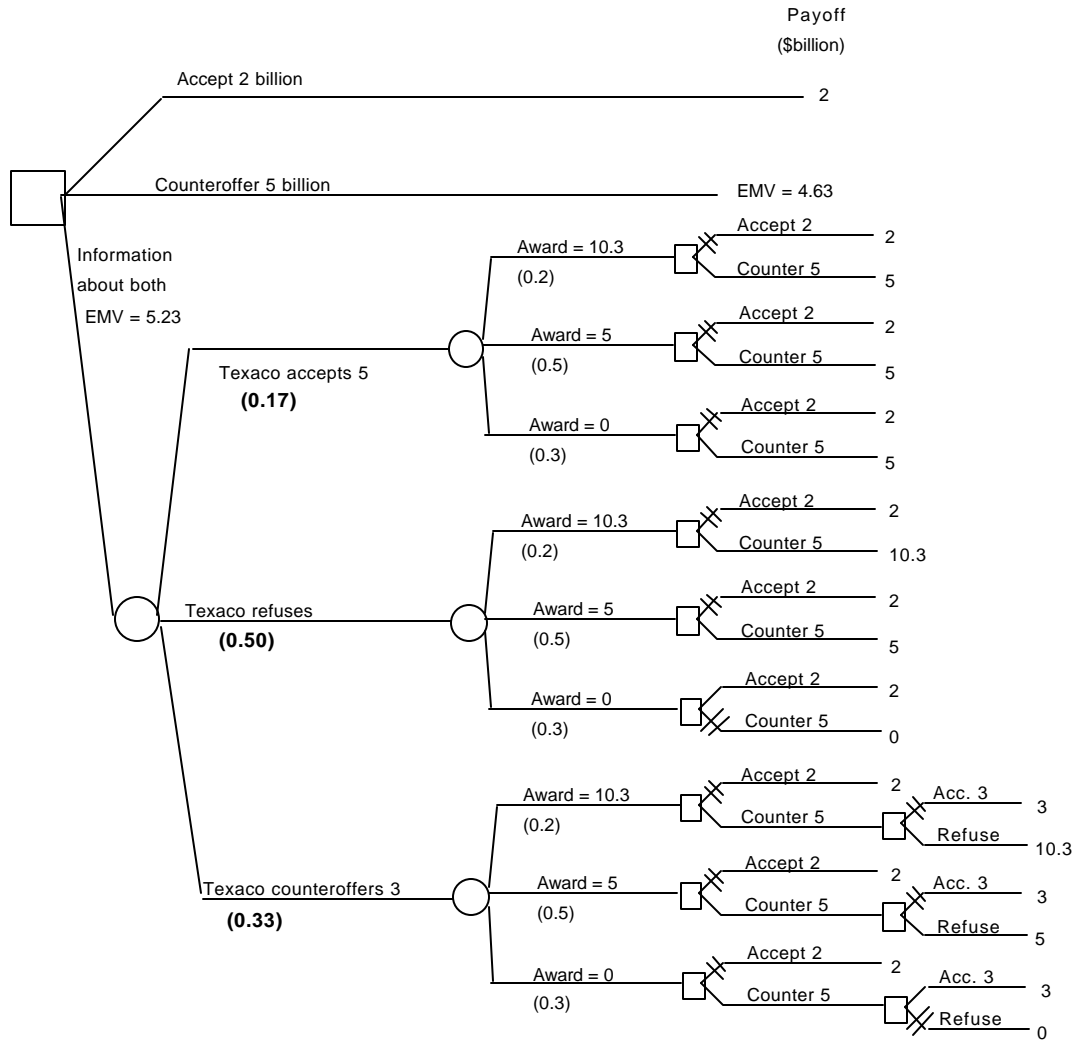 Payoff
($billion)
Accept 2 billion
2
Counteroffer 5 billion
EMV = 4.63
Information
about both
EMV = 5.23
Texaco accepts 5
(0.17)
Award = 10.3
(0.2)
Accept 2
2
Counter 5
5
Award = 5
(0.5)
Accept 2
2
Counter 5
5
Award = 0
(0.3)
Accept 2
2
Counter 5
5
Texaco refuses
(0.50)
Award = 10.3
(0.2)
Accept 2
2
Counter 5
10.3
Award = 5
(0.5)
Accept 2
2
Counter 5
5
Award = 0
(0.3)
Accept 2
2
Counter 5
0
Texaco counteroffers 3
(0.33)
Award = 10.3
(0.2)
Accept 2
2
Counter 5
Acc. 3
3
Refuse
10.3
Award = 5
(0.5)
Accept 2
2
Counter 5
Acc. 3
3
Refuse
5
Award = 0
(0.3)
Accept 2
2
Counter 5
Acc. 3
3
Refuse
0